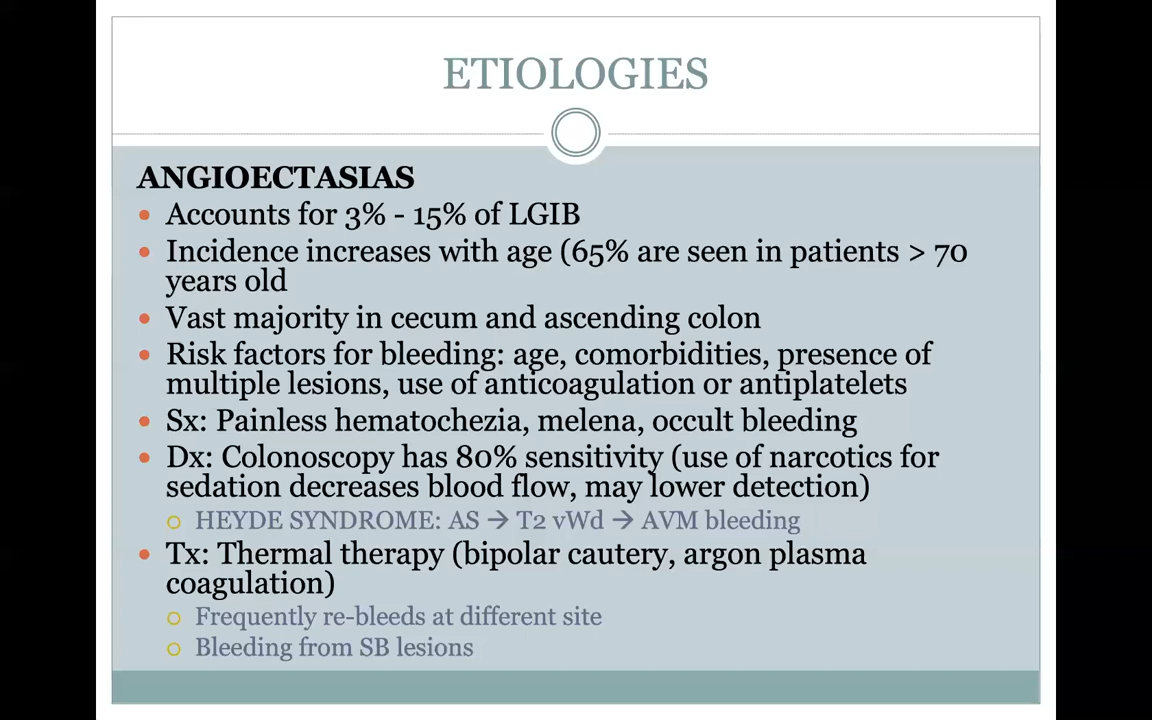 ETIOLOGIES
ANGIOECTASIAS
• Accounts for 3% - 15% of LGIB
• Incidence increases with age (65% are seen in patients > 70
years old
• Vast majority in cecum and ascending colon
• Risk factors for bleeding: age, comorbidities, presence of
multiple lesions, use of anticoagulation or antiplatelets
• Sx: Painless hematochezia, melena, occult bleeding
• Dx: Colonoscopy has 80% sensitivity (use of narcotics for
sedation decreases blood flow, may lower detection)
○ HEYDE SYNDROME: AS → T2 vWd → AVM bleeding
• Tx: Thermal therapy (bipolar cautery, argon plasma
coagulation)
○ Frequently re-bleeds at different site
○ Bleeding from SB lesions